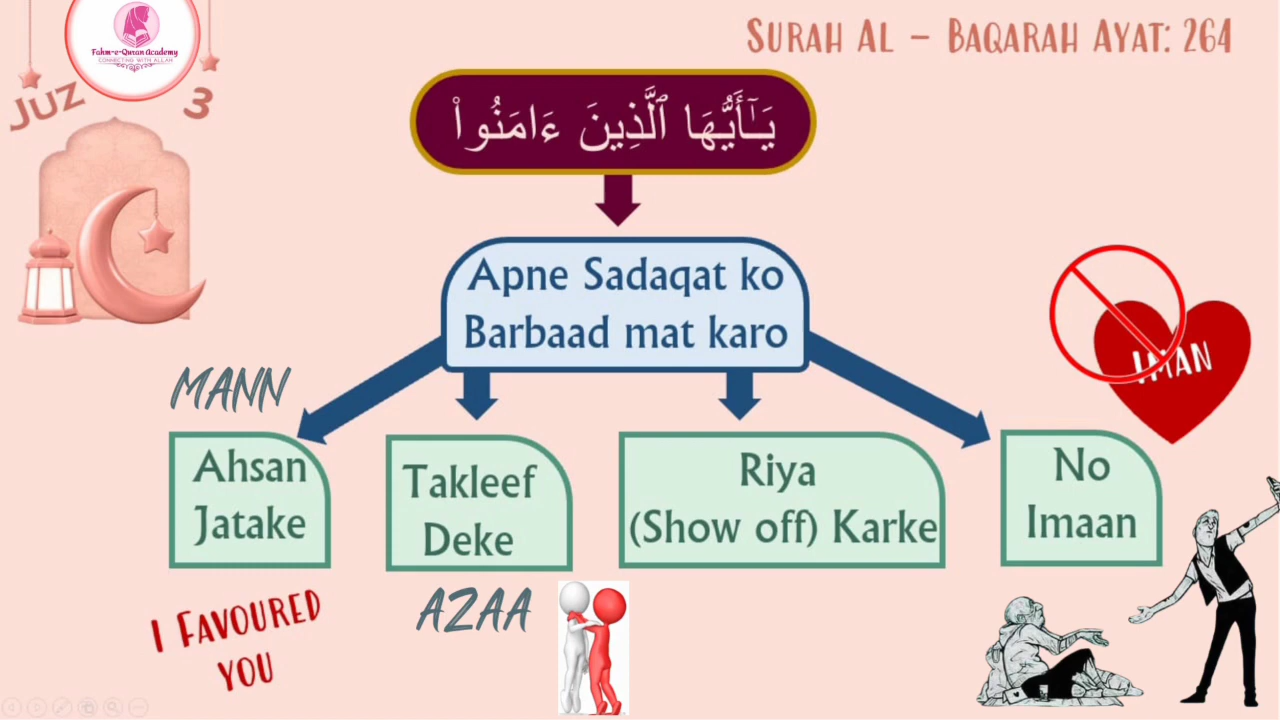 Fahm-e-Quran Academy
CONNECTING WITH ALLAH
SURAH AL – BAQARAH AYAT: 264
JUZ 3
يَـٰٓأَيُّهَا ٱلَّذِينَ ءَامَنُوا۟
Apne Sadaqat ko
Barbaad mat karo
IMAN
MANN
Ahsan
Jatake
Takleef
Deke
Riya
(Show off) Karke
No
Imaan
I FAVOURED
YOU
AZAA